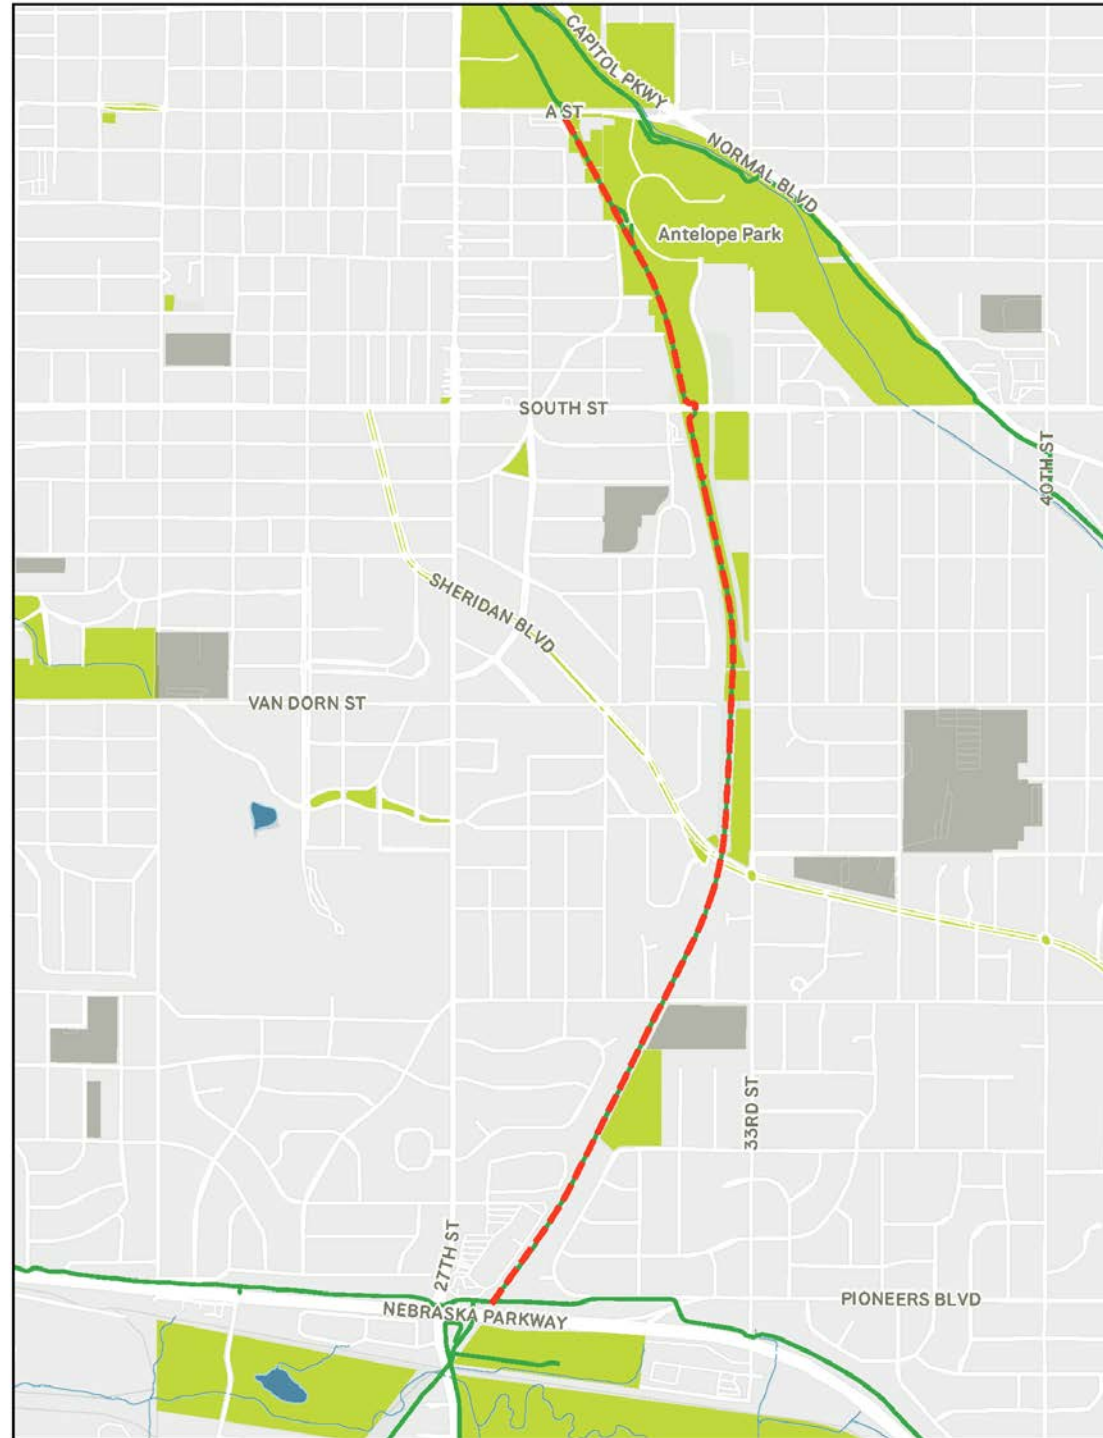 CAPITOL PKWY
A ST
NORMAL BLVD
Antelope Park
SOUTH ST
40TH ST
SHERIDAN BLVD
VAN DORN ST
33RD ST
27TH ST
PIONEERS BLVD
NEBRASKA PARKWAY